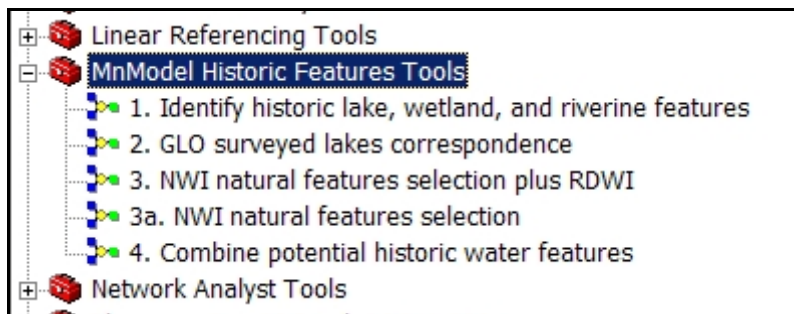 Linear Referencing Tools
MnModel Historic Features Tools
1. Identify historic lake, wetland, and riverine features
2. GLO surveyed lakes correspondence
3. NWI natural features selection plus RDWI
3a. NWI natural features selection
4. Combine potential historic water features
Network Analyst Tools